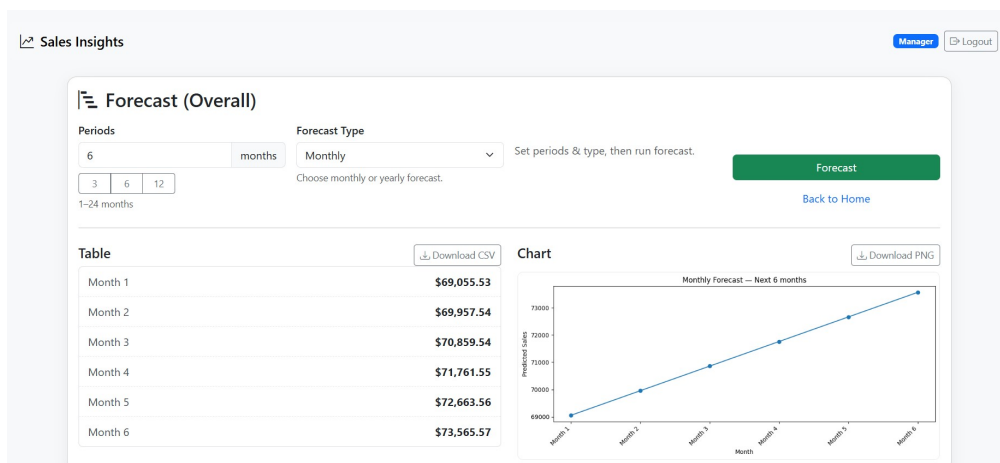 Sales Insights
Manager
Logout
Forecast (Overall)
Periods
6 months
3 6 12
1–24 months
Forecast Type
Monthly
Choose monthly or yearly forecast.
Set periods & type, then run forecast.
Forecast
Back to Home
Table
Download CSV
Month 1 $69,055.53
Month 2 $69,957.54
Month 3 $70,859.54
Month 4 $71,761.55
Month 5 $72,663.56
Month 6 $73,565.57
Chart
Download PNG
Monthly Forecast — Next 6 months
Predicted Sales
73000
72000
71000
70000
69000
Month 1 Month 2 Month 3 Month 4 Month 5 Month 6
Month